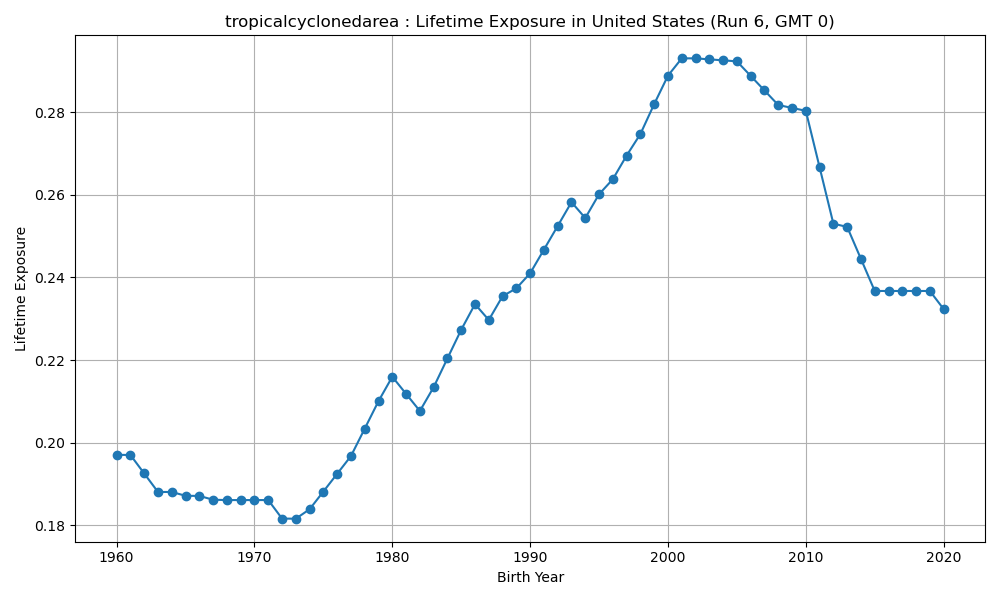 tropicalcyclonedarea : Lifetime Exposure in United States (Run 6, GMT 0)
Lifetime Exposure
0.28
0.26
0.24
0.22
0.20
0.18
1960 1970 1980 1990 2000 2010 2020
Birth Year